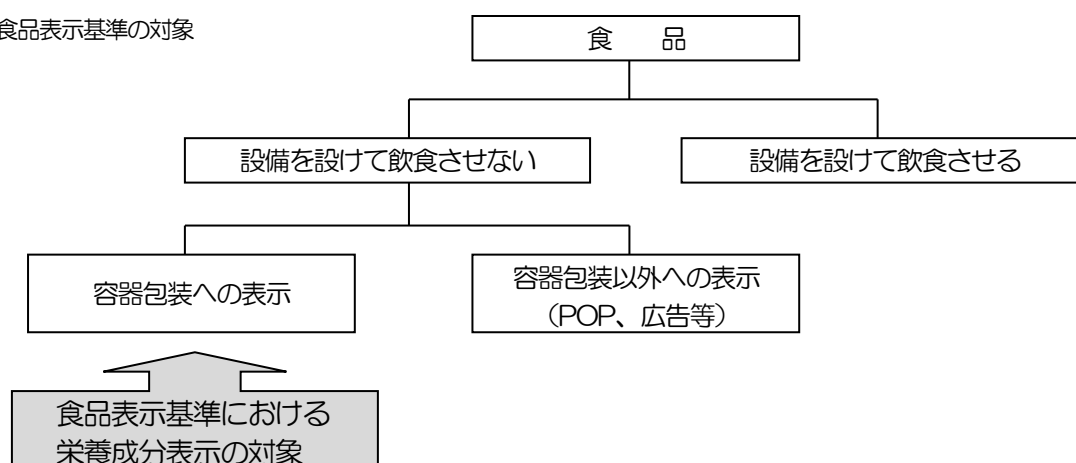 食品表示基準の対象
食　　品
設備を設けて飲食させない
設備を設けて飲食させる
容器包装への表示
容器包装以外への表示
（POP、広告等）
食品表示基準における
栄養成分表示の対象